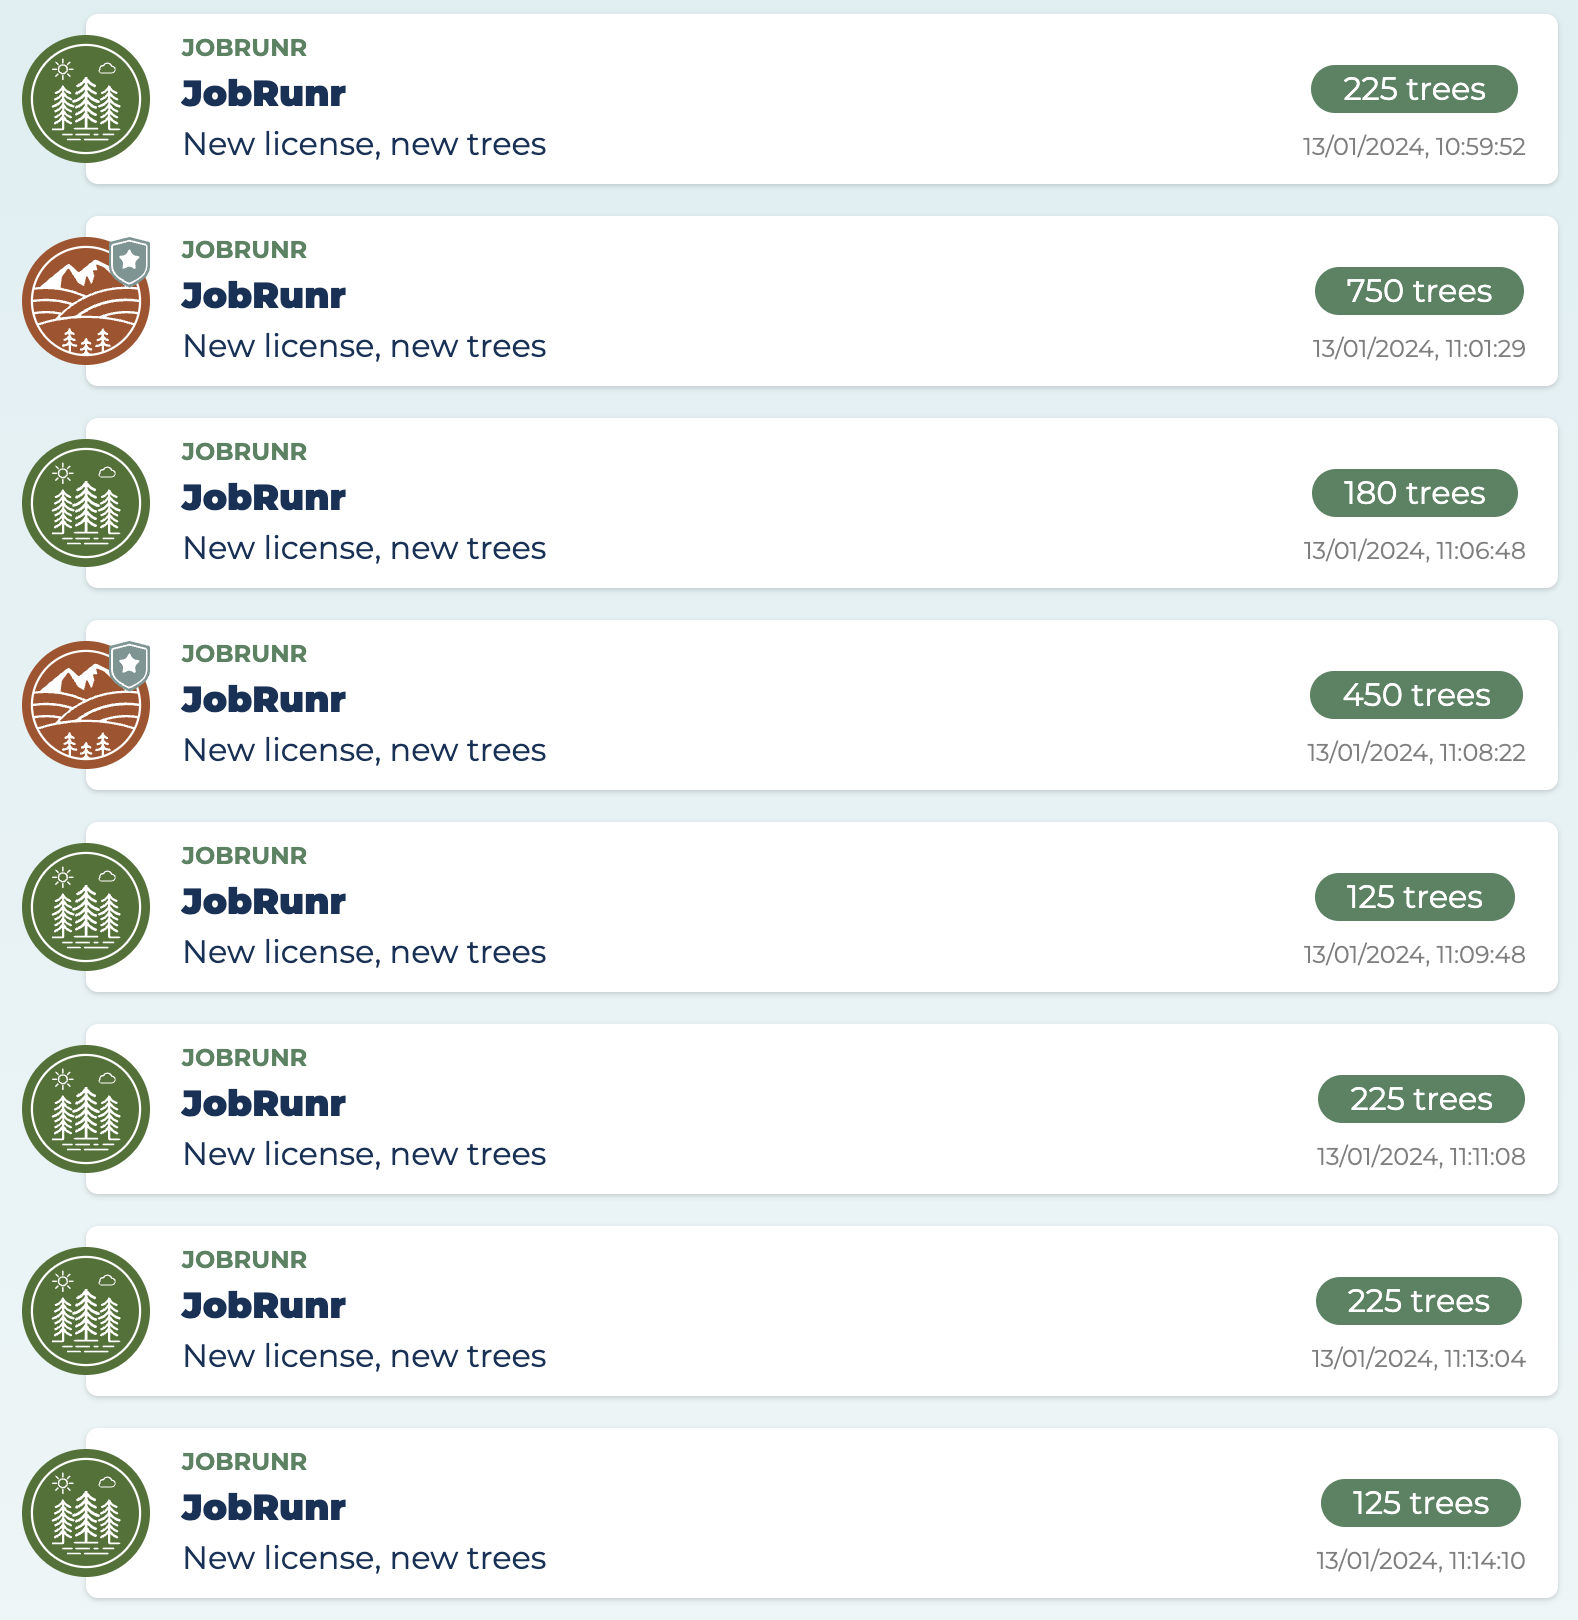 JOBRUNR
JobRunr
New license, new trees
225 trees
13/01/2024, 10:59:52
JOBRUNR
JobRunr
New license, new trees
750 trees
13/01/2024, 11:01:29
JOBRUNR
JobRunr
New license, new trees
180 trees
13/01/2024, 11:06:48
JOBRUNR
JobRunr
New license, new trees
450 trees
13/01/2024, 11:08:22
JOBRUNR
JobRunr
New license, new trees
125 trees
13/01/2024, 11:09:48
JOBRUNR
JobRunr
New license, new trees
225 trees
13/01/2024, 11:11:08
JOBRUNR
JobRunr
New license, new trees
225 trees
13/01/2024, 11:13:04
JOBRUNR
JobRunr
New license, new trees
125 trees
13/01/2024, 11:14:10